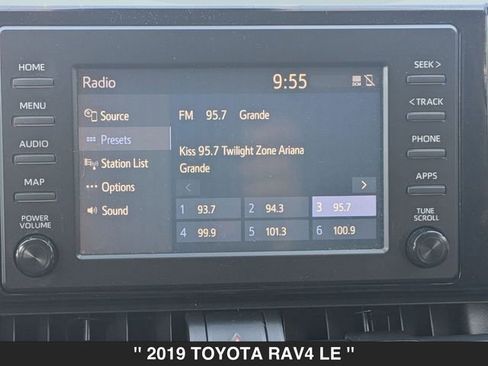 HOME
MENU
AUDIO
MAP
POWER
VOLUME
Radio
9:55
DCM
Source
Presets
Station List
Options
Sound
FM 95.7 Grande
Kiss 95.7 Twilight Zone Ariana
Grande
1 93.7 2 94.3 3 95.7
4 99.9 5 101.3 6 100.9
SEEK >
< TRACK
PHONE
APPS
TUNE
SCROLL
" 2019 TOYOTA RAV4 LE "